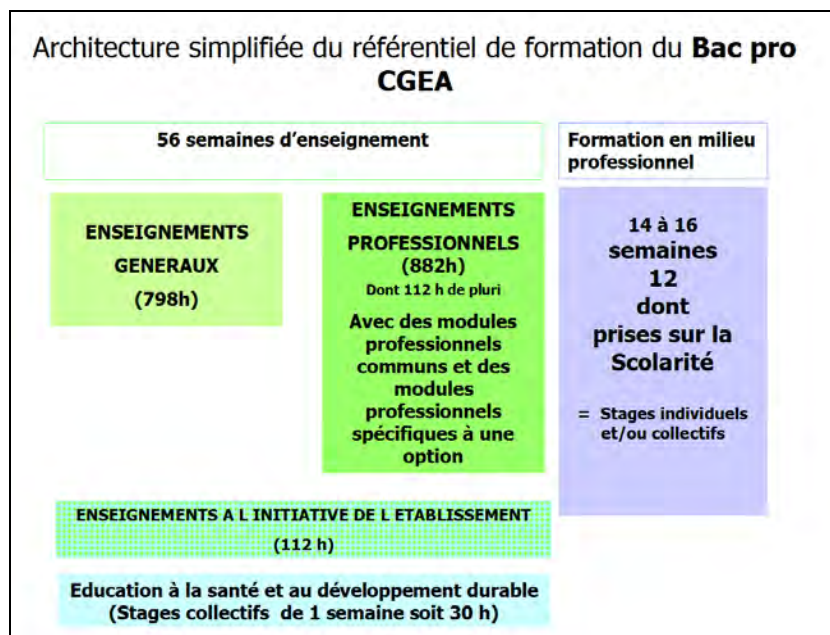 Architecture simplifiée du référentiel de formation du Bac pro
CGEA
56 semaines d'enseignement
Formation en milieu
professionnel
ENSEIGNEMENTS
GENERAUX
(798h)
ENSEIGNEMENTS
PROFESSIONNELS
(882h)
Dont 112 h de pluri
Avec des modules
professionnels
communs et des
modules
professionnels
spécifiques à une
option
14 à 16
semaines
12
dont
prises sur la
Scolarité
= Stages individuels
et/ou collectifs
ENSEIGNEMENTS A L INITIATIVE DE L ETABLISSEMENT
(112 h)
Education à la santé et au développement durable
(Stages collectifs de 1 semaine soit 30 h)